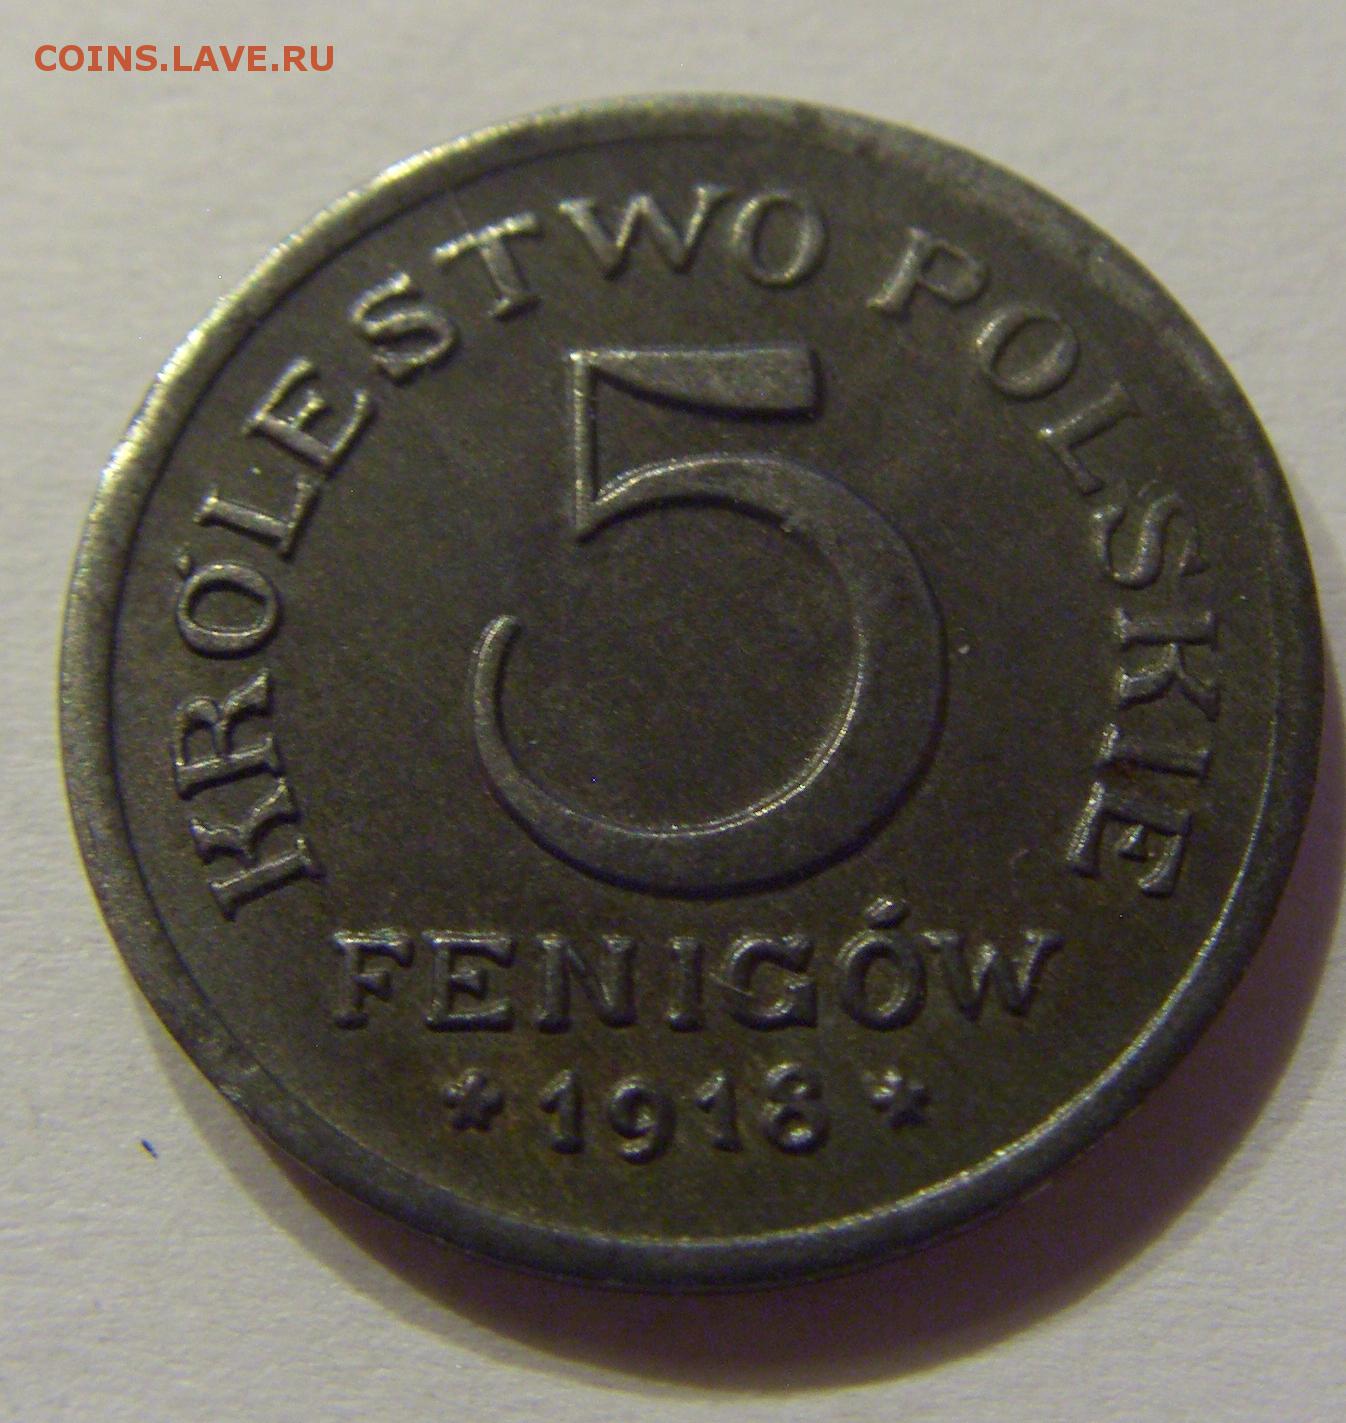 COINS.LAVE.RU
KRÓLESTWO POLSKIE
5
FENIGÓW
*1918*